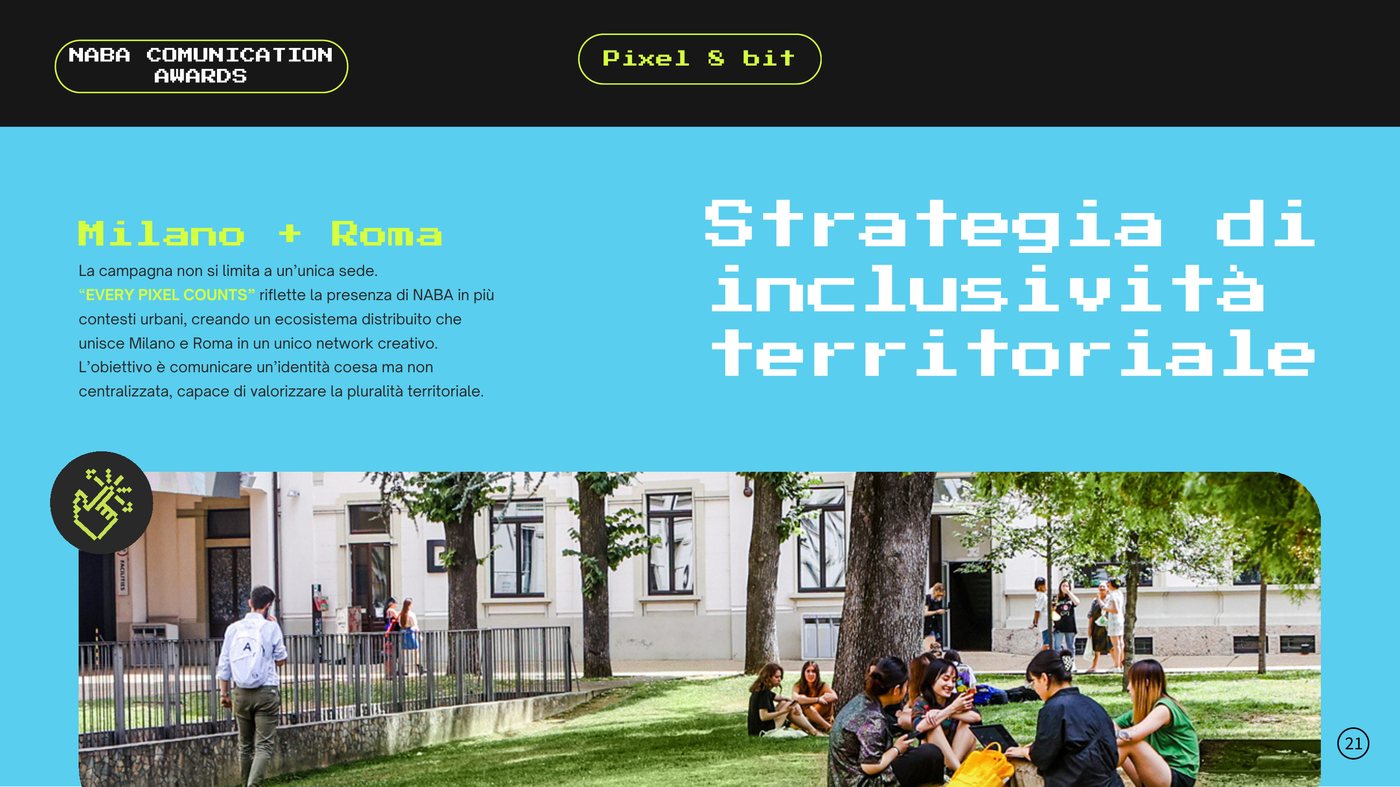 NABA COMUNICATION
AWARDS
Pixel & bit
Milano + Roma
La campagna non si limita a un’unica sede.
“EVERY PIXEL COUNTS” riflette la presenza di NABA in più
contesti urbani, creando un ecosistema distribuito che
unisce Milano e Roma in un unico network creativo.
L’obiettivo è comunicare un’identità coesa ma non
centralizzata, capace di valorizzare la pluralità territoriale.
Strategia di
inclusività
territoriale
FACILITIES
A
21